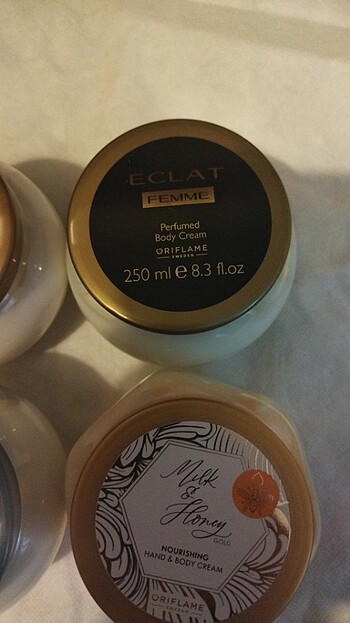 ECLAT
FEMME
Perfumed
Body Cream
ORIFLAME
SWEDEN
250 ml e 8.3 fl.oz
Milk
&
Honey
GOLD
NOURISHING
HAND & BODY CREAM
ORIFLAME
SWEDEN